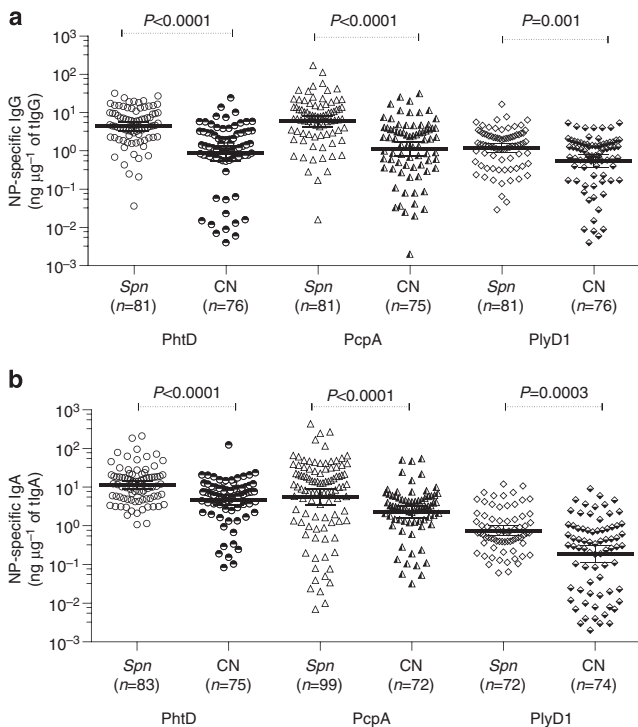 a
P<0.0001
P<0.0001
P=0.001
NP-specific IgG
(ng μg⁻¹ of tIgG)
10³
10²
10¹
10⁰
10⁻¹
10⁻²
10⁻³
Spn CN Spn CN Spn CN
(n=81) (n=76) (n=81) (n=75) (n=81) (n=76)
PhtD PcpA PlyD1
b
P<0.0001
P<0.0001
P=0.0003
NP-specific IgA
(ng μg⁻¹ of tIgA)
10³
10²
10¹
10⁰
10⁻¹
10⁻²
10⁻³
Spn CN Spn CN Spn CN
(n=83) (n=75) (n=99) (n=72) (n=72) (n=74)
PhtD PcpA PlyD1